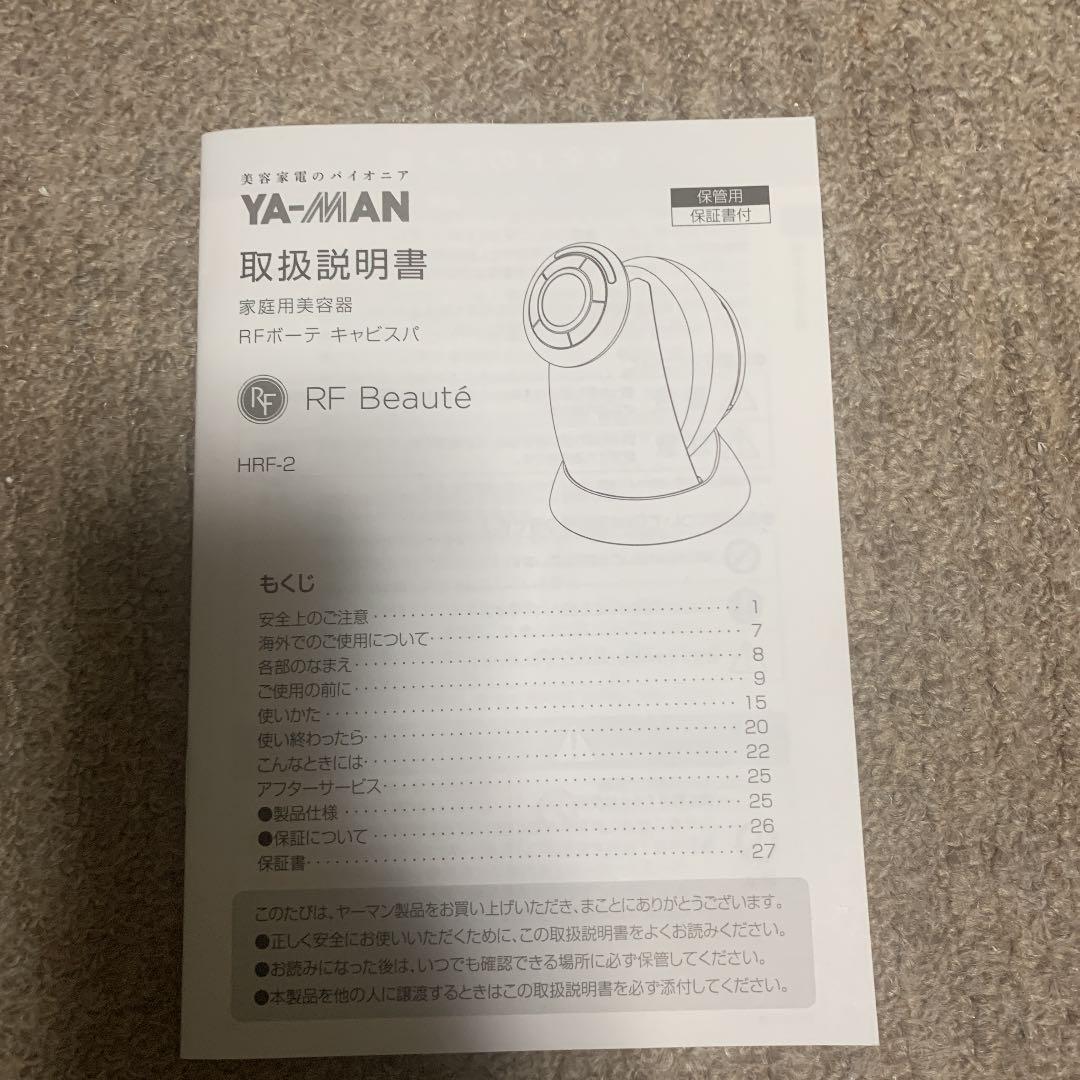 美容家電のパイオニア
YA-MAN
保管用
保証書付
取扱説明書
家庭用美容器
RFボーテ キャビスパ
RF RF Beauté
HRF-2
もくじ
安全上のご注意 1
海外でのご使用について 7
各部のなまえ 8
ご使用の前に 9
使いかた 15
使い終わったら 20
こんなときには 22
アフターサービス 25
●製品仕様 25
●保証について 26
保証書 27
このたびは、ヤーマン製品をお買い上げいただき、まことにありがとうございます。
●正しく安全にお使いいただくために、この取扱説明書をよくお読みください。
●お読みになった後は、いつでも確認できる場所に必ず保管してください。
●本製品を他の人に譲渡するときはこの取扱説明書を必ず添付してください。